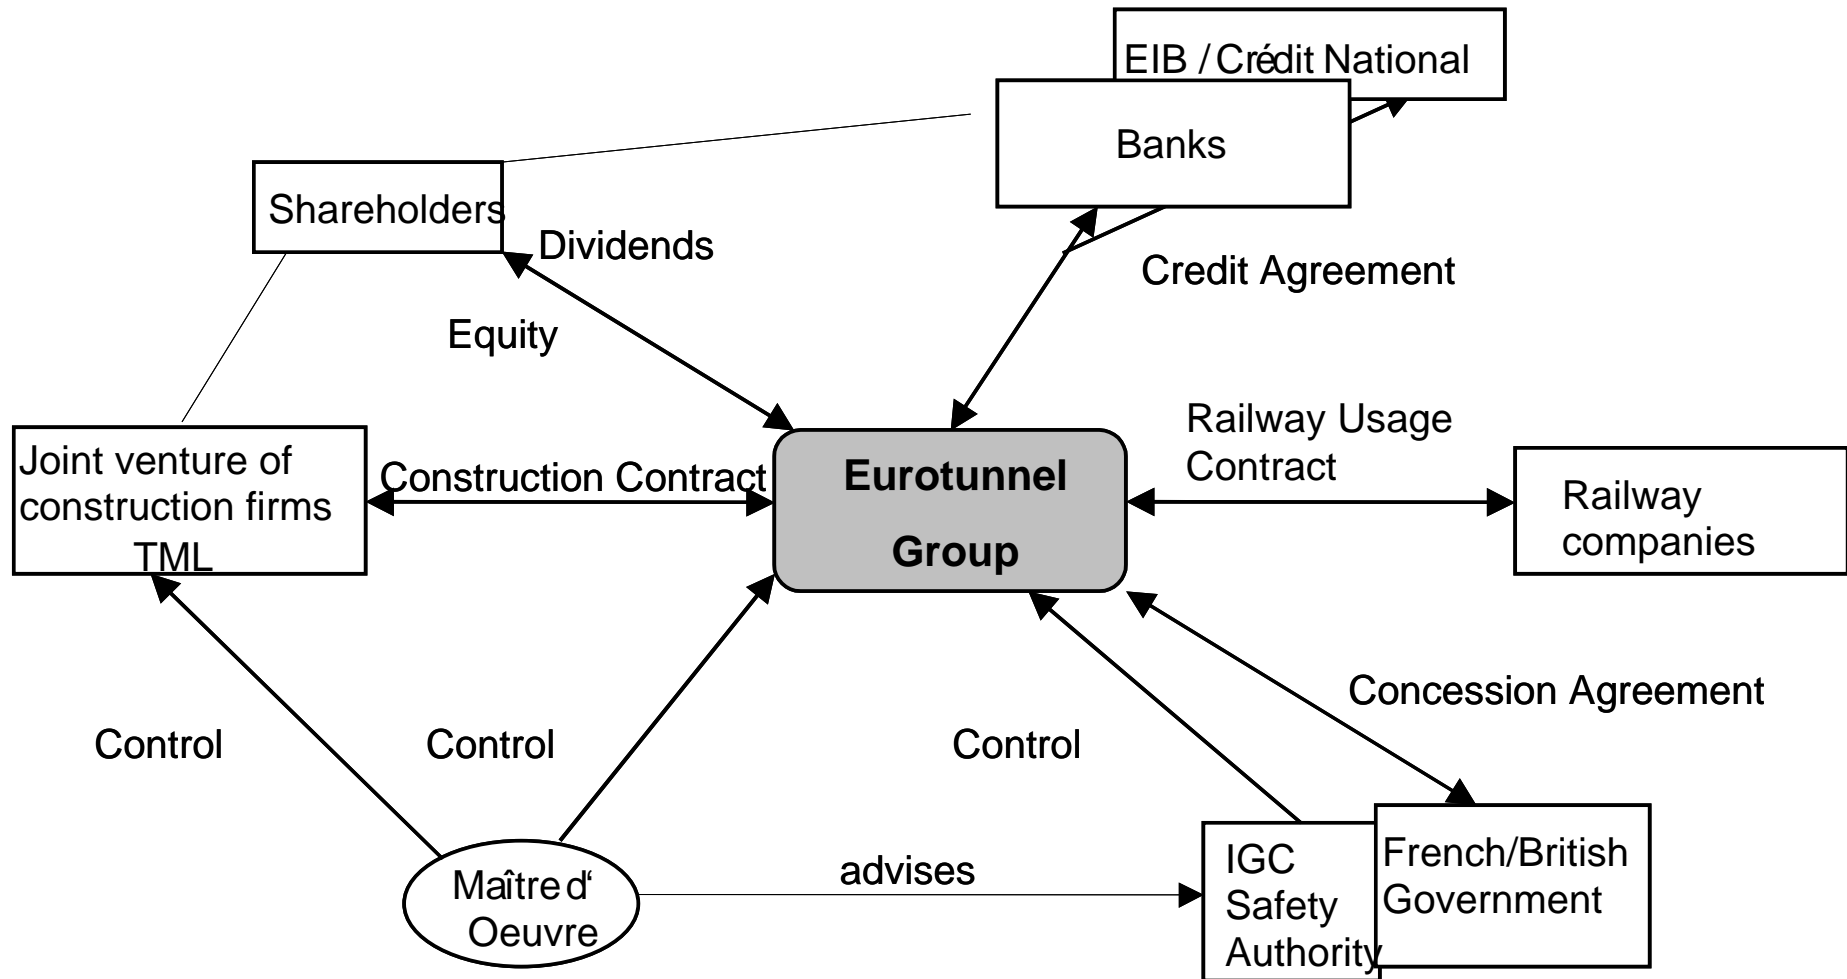 EIB / Crédit National
Banks
Shareholders
Dividends
Credit Agreement
Equity
Railway Usage
Contract
Joint venture of
construction firms
TML
Construction Contract
Eurotunnel
Group
Railway
companies
Concession Agreement
Control
Control
Control
Maître d‘
Oeuvre
advises
IGC
Safety
Authority
French/British
Government